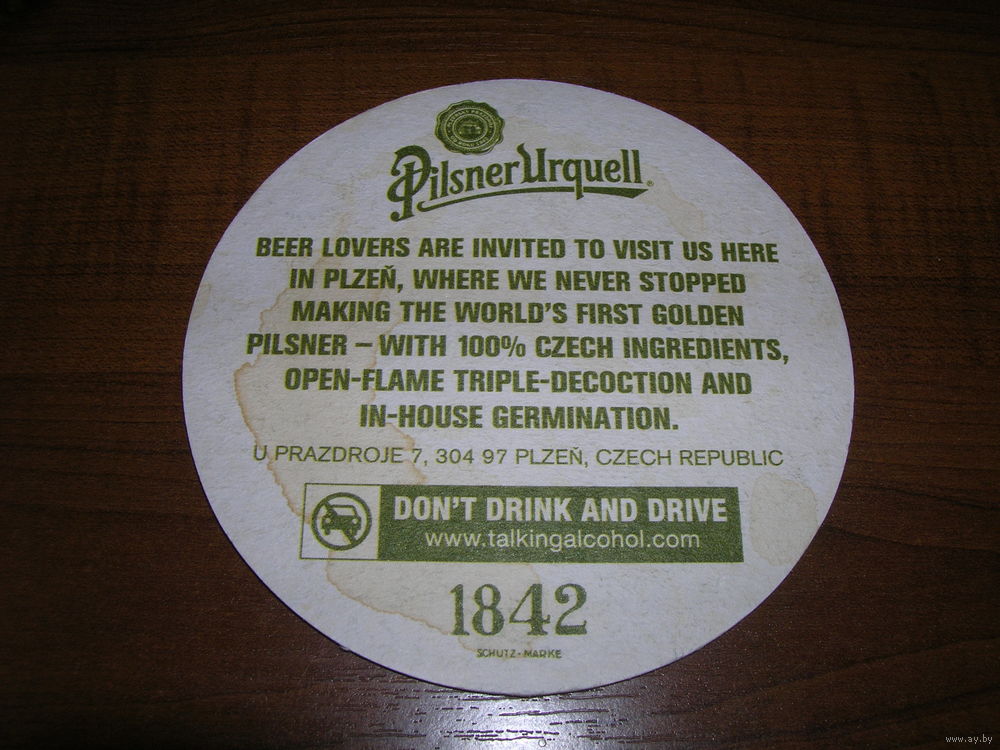 Pilsner Urquell
BEER LOVERS ARE INVITED TO VISIT US HERE
IN PLZEŇ, WHERE WE NEVER STOPPED
MAKING THE WORLD'S FIRST GOLDEN
PILSNER – WITH 100% CZECH INGREDIENTS,
OPEN-FLAME TRIPLE-DECOCTION AND
IN-HOUSE GERMINATION.
U PRAZDROJE 7, 304 97 PLZEŇ, CZECH REPUBLIC
DON'T DRINK AND DRIVE
www.talkingalcohol.com
1842
SCHUTZ-MARKE
www.ay.by